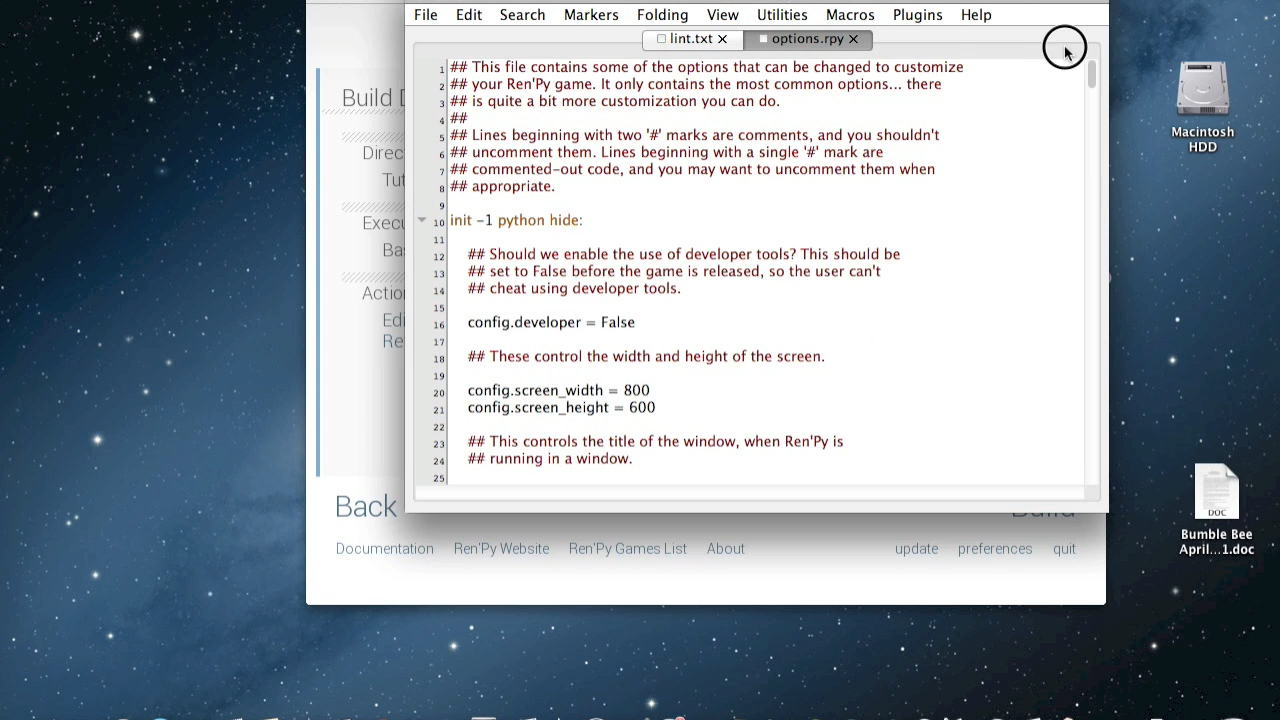 File Edit Search Markers Folding View Utilities Macros Plugins Help
lint.txt options.rpy
1 ## This file contains some of the options that can be changed to customize
2 ## your Ren'Py game. It only contains the most common options... there
3 ## is quite a bit more customization you can do.
4 ##
5 ## Lines beginning with two '#' marks are comments, and you shouldn't
6 ## uncomment them. Lines beginning with a single '#' mark are
7 ## commented-out code, and you may want to uncomment them when
8 ## appropriate.
9
10 init -1 python hide:
11
12 ## Should we enable the use of developer tools? This should be
13 ## set to False before the game is released, so the user can't
14 ## cheat using developer tools.
15
16 config.developer = False
17
18 ## These control the width and height of the screen.
19
20 config.screen_width = 800
21 config.screen_height = 600
22
23 ## This controls the title of the window, when Ren'Py is
24 ## running in a window.
25
Build D
Direc
Tut
Execu
Bas
Action
Edi
Re
Back Build
Documentation Ren'Py Website Ren'Py Games List About update preferences quit
Macintosh
HDD
DOC
Bumble Bee
April...1.doc